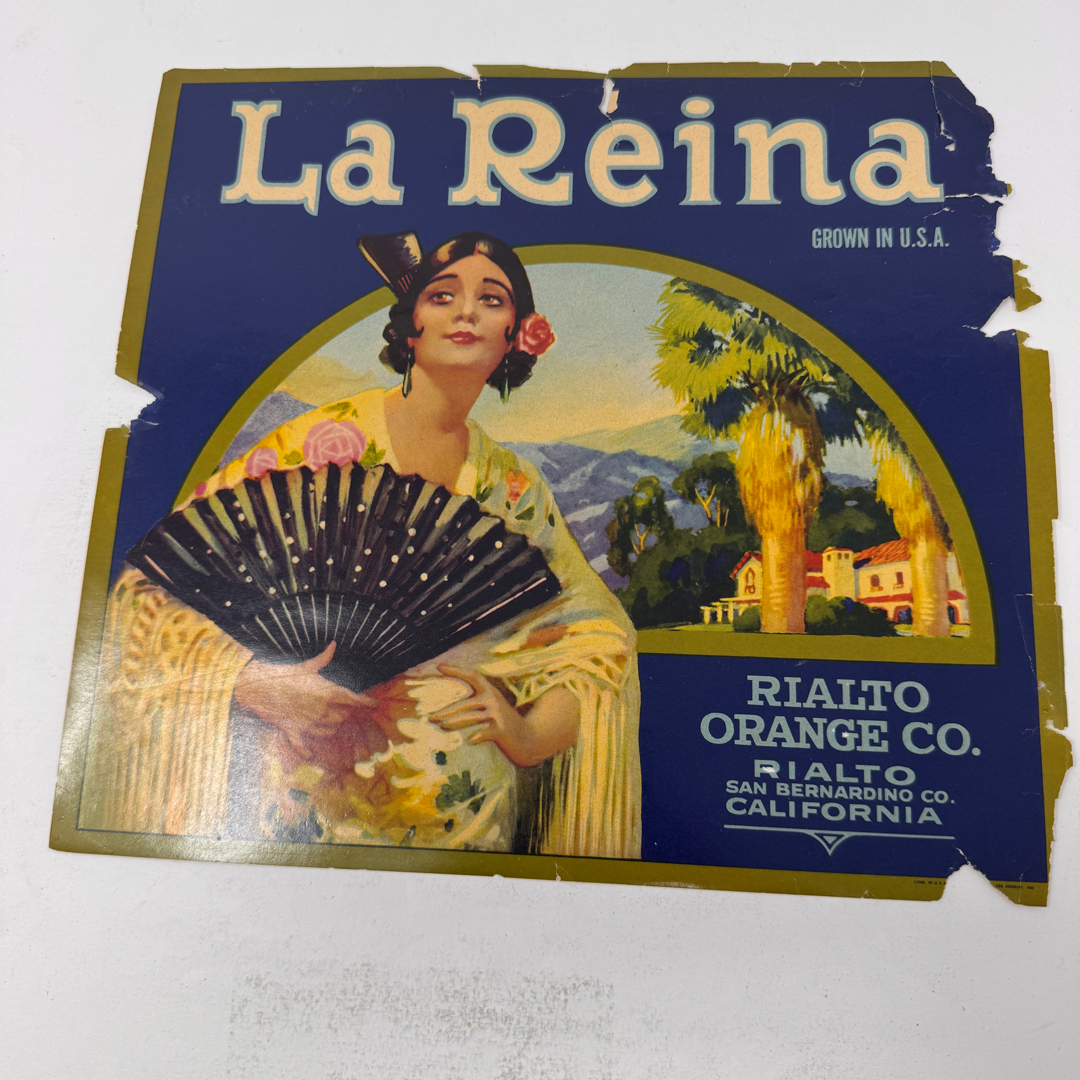 La Reina
GROWN IN U.S.A.
RIALTO
ORANGE CO.
RIALTO
SAN BERNARDINO CO.
CALIFORNIA